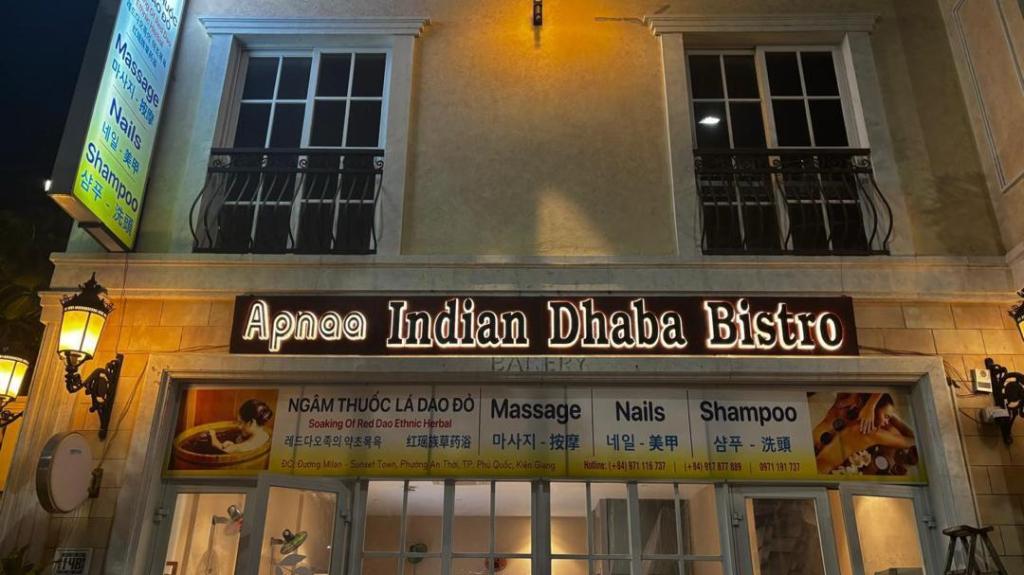 Massage
마사지 - 按摩
Nails
네일 - 美甲
Shampoo
샴푸 - 洗頭
Apnaa Indian Dhaba Bistro
BAKERY
NGÂM THUỐC LÁ DAO ĐỎ
Soaking Of Red Dao Ethnic Herbal
레드다오족의 약초목욕 红瑶族草药浴
Massage
마사지 - 按摩
Nails
네일 - 美甲
Shampoo
샴푸 - 洗頭
ĐC: Đường Milan - Sunset Town, Phường An Thới, TP. Phú Quốc, Kiên Giang
Hotline: (+84) 971 116 737 (+84) 917 877 889 0971 191 737